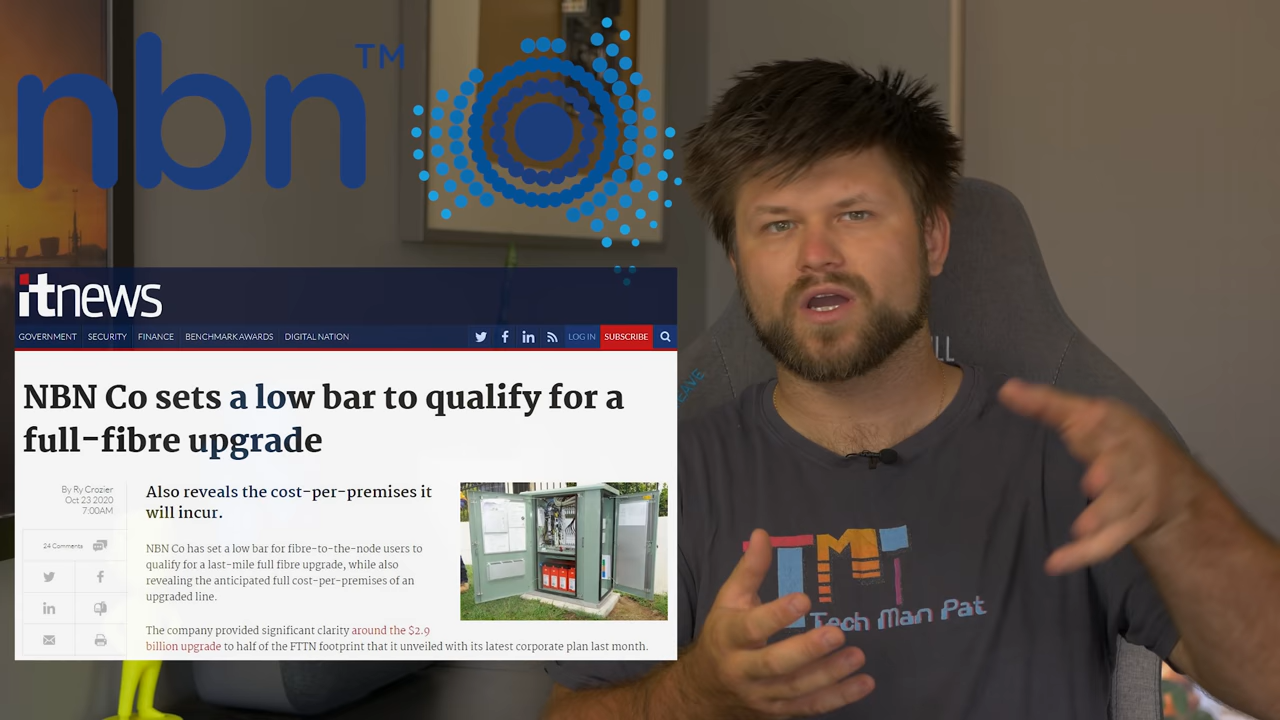 nbn™
itnews
GOVERNMENT SECURITY FINANCE BENCHMARK AWARDS DIGITAL NATION LOG IN SUBSCRIBE
NBN Co sets a low bar to qualify for a
full-fibre upgrade
By Ry Crozier
Oct 23 2020
7:00AM
24 Comments
Also reveals the cost-per-premises it
will incur.
NBN Co has set a low bar for fibre-to-the-node users to
qualify for a last-mile full fibre upgrade, while also
revealing the anticipated full cost-per-premises of an
upgraded line.
The company provided significant clarity around the $2.9
billion upgrade to half of the FTTN footprint that it unveiled with its latest corporate plan last month.
TMP
Tech Man Pat